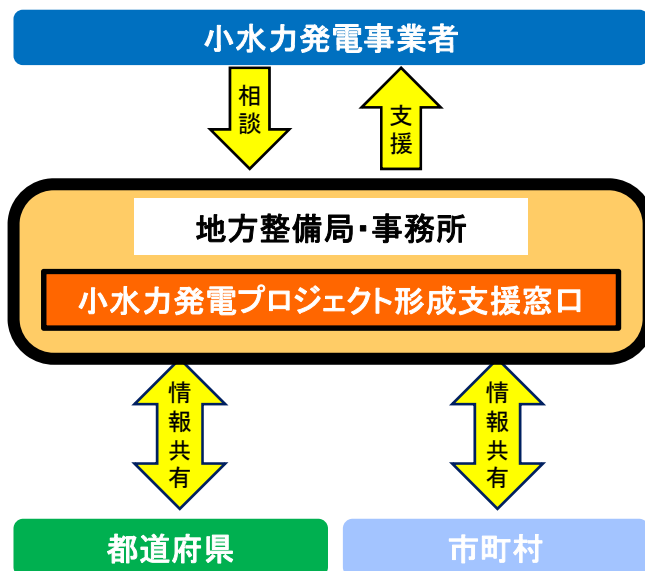 小水力発電事業者
相談
支援
地方整備局・事務所
小水力発電プロジェクト形成支援窓口
情報共有
情報共有
都道府県
市町村